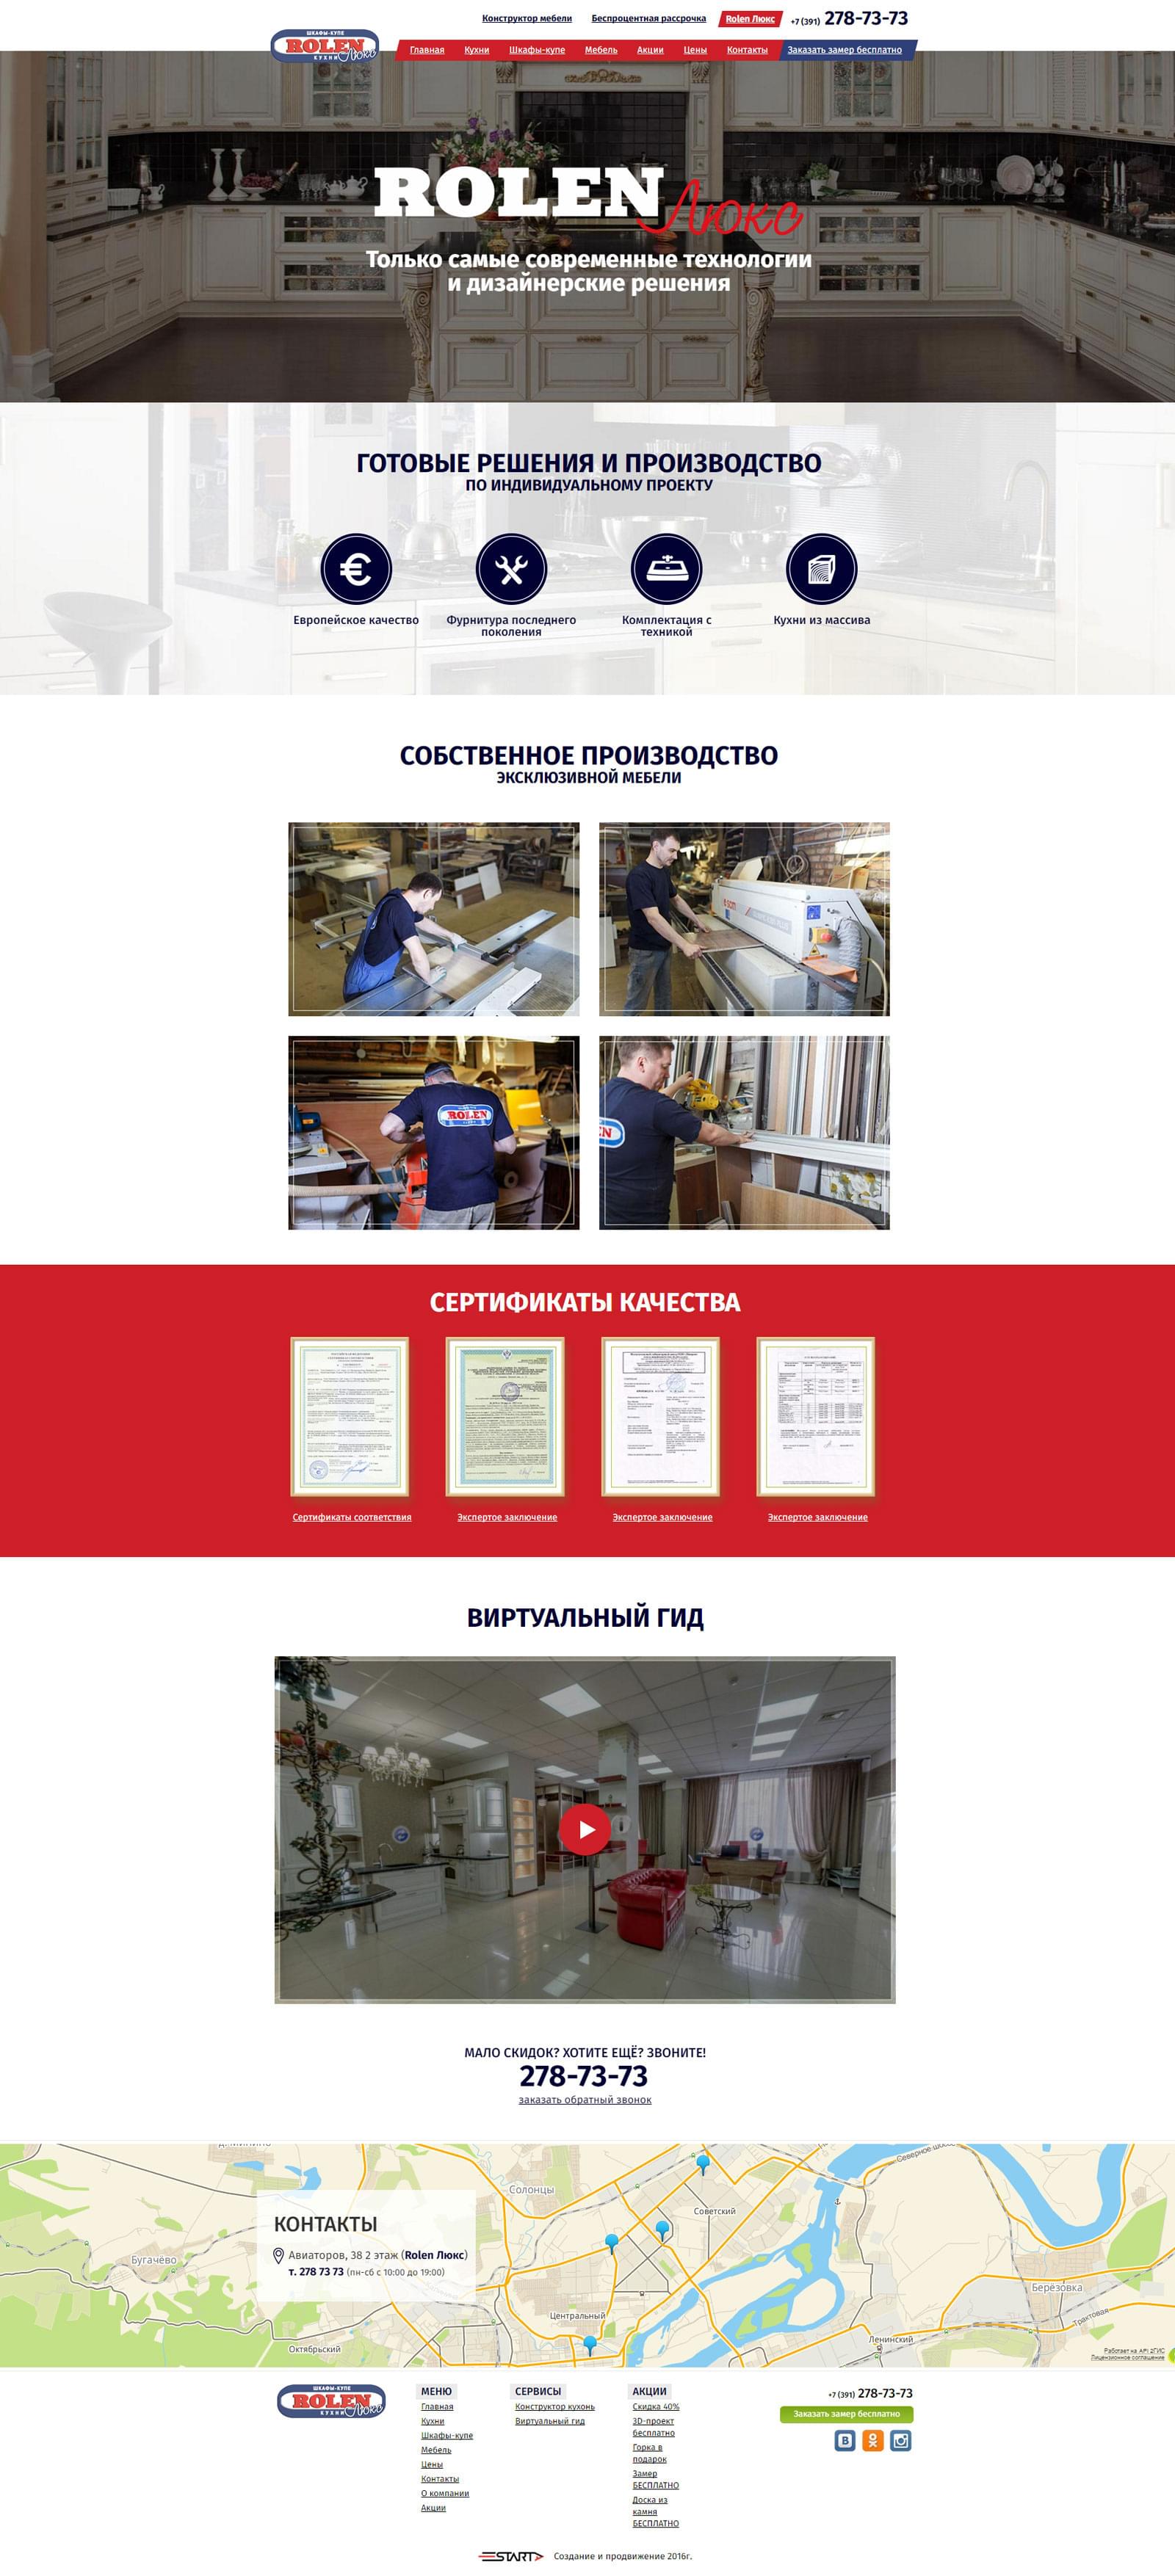 Конструктор мебели Беспроцентная рассрочка Rolen Люкс +7 (391) 278-73-73
ШКАФЫ-КУПЕ
ROLEN
КУХНИ Люкс
Главная Кухни Шкафы-купе Мебель Акции Цены Контакты Заказать замер бесплатно
ROLEN Люкс
Только самые современные технологии
и дизайнерские решения
ГОТОВЫЕ РЕШЕНИЯ И ПРОИЗВОДСТВО
ПО ИНДИВИДУАЛЬНОМУ ПРОЕКТУ
Европейское качество
Фурнитура последнего
поколения
Комплектация с
техникой
Кухни из массива
СОБСТВЕННОЕ ПРОИЗВОДСТВО
ЭКСКЛЮЗИВНОЙ МЕБЕЛИ
ROLEN
СЕРТИФИКАТЫ КАЧЕСТВА
Сертификаты соответствия
Экспертое заключение
Экспертое заключение
Экспертое заключение
ВИРТУАЛЬНЫЙ ГИД
МАЛО СКИДОК? ХОТИТЕ ЕЩЁ? ЗВОНИТЕ!
278-73-73
заказать обратный звонок
Солонцы
Советский
Бугачёво
Берёзовка
Центральный
Октябрьский
Ленинский
Трактовая
КОНТАКТЫ
Авиаторов, 38 2 этаж (Rolen Люкс)
т. 278 73 73 (пн-сб с 10:00 до 19:00)
Работает на API 2ГИС
Лицензионное соглашение
ШКАФЫ-КУПЕ
ROLEN
КУХНИ Люкс
МЕНЮ
Главная
Кухни
Шкафы-купе
Мебель
Цены
Контакты
О компании
Акции
СЕРВИСЫ
Конструктор кухонь
Виртуальный гид
АКЦИИ
Скидка 40%
3D-проект
бесплатно
Горка в
подарок
Замер
БЕСПЛАТНО
Доска из
камня
БЕСПЛАТНО
+7 (391) 278-73-73
Заказать замер бесплатно
START
Создание и продвижение 2016г.